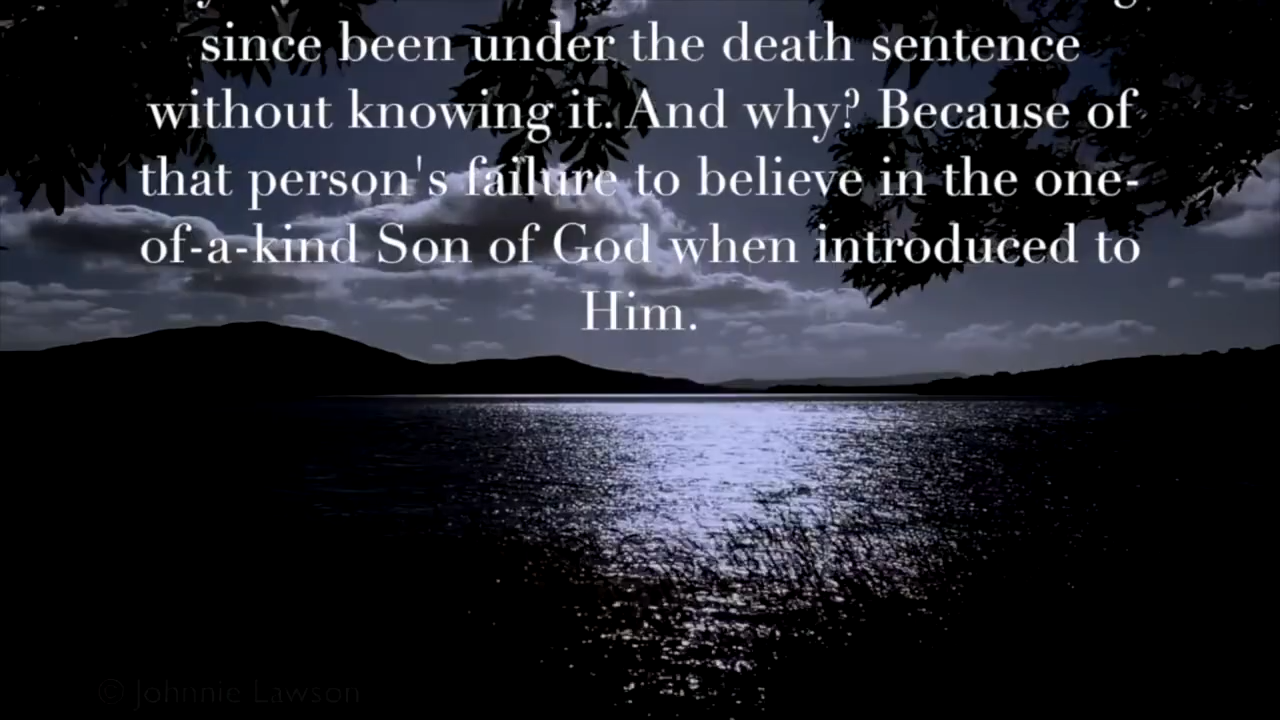 since been under the death sentence
without knowing it. And why? Because of
that person's failure to believe in the one-
of-a-kind Son of God when introduced to
Him.
© Johnnie Lawson